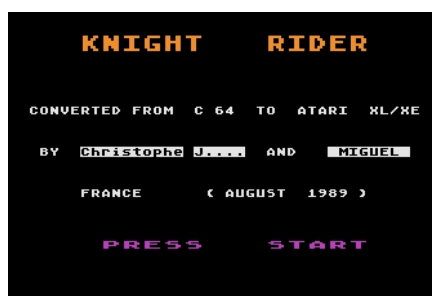 KNIGHT RIDER
CONVERTED FROM C 64 TO ATARI XL/XE
BY Christophe J.... AND MIGUEL
FRANCE ( AUGUST 1989 )
PRESS START